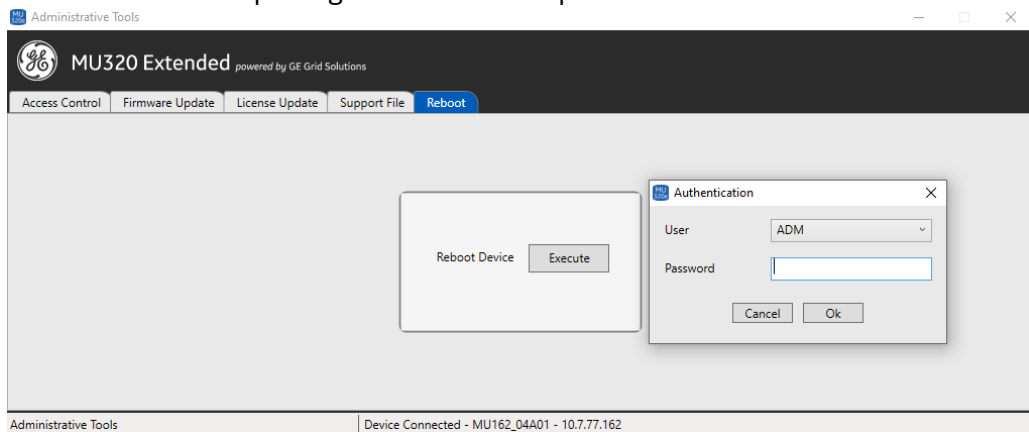 Administrative Tools
MU320 Extended powered by GE Grid Solutions
Access Control Firmware Update License Update Support File Reboot
Authentication
User ADM
Password
Reboot Device Execute
Cancel Ok
Administrative Tools Device Connected - MU162_04A01 - 10.7.77.162